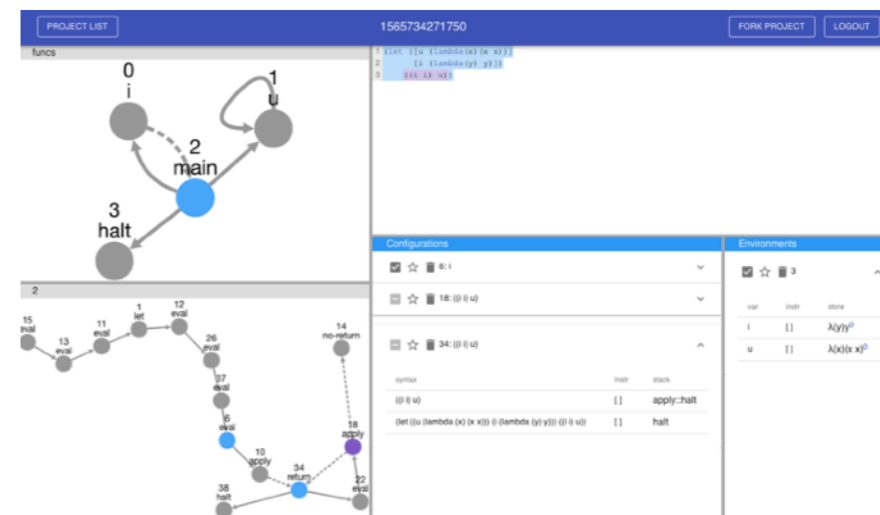 PROJECT LIST
1565734271750
FORK PROJECT
LOGOUT
funcs
0
i
1
u
2
main
3
halt
1 (let ([u (lambda(x)(x x))]
2 [i (lambda(y) y)])
3 ((i i) u))
Configurations
6: i
18: ((i i) u)
34: ((i i) u)
syntax instr stack
((i i) u) [ ] apply::halt
(let ((u (lambda (x) (x x))) (i (lambda (y) y))) ((i i) u)) [ ] halt
Environments
3
var instr store
i [ ] λ(y)y
u [ ] λ(x)(x x)
2
15
eval
13
eval
11
eval
1
let
12
eval
26
eval
37
eval
6
eval
10
apply
34
return
38
halt
22
eval
18
apply
14
no-return